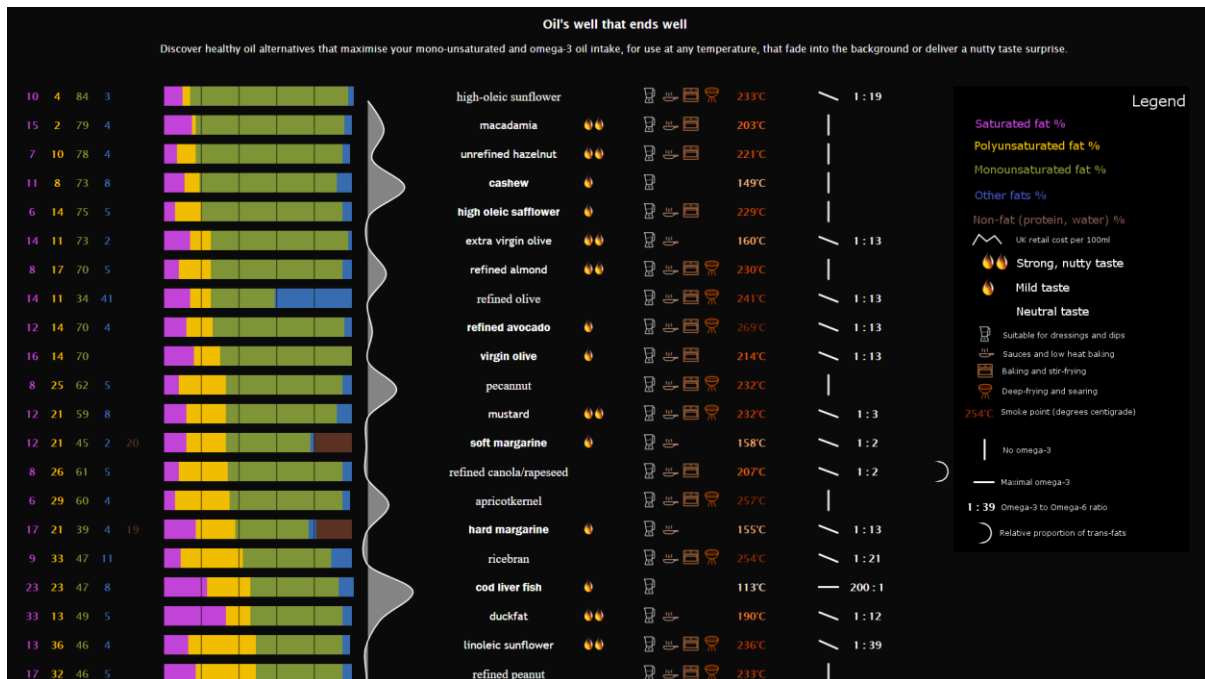 Oil's well that ends well
Discover healthy oil alternatives that maximise your mono-unsaturated and omega-3 oil intake, for use at any temperature, that fade into the background or deliver a nutty taste surprise.
10 4 84 3 high-oleic sunflower 233°C 1 : 19
15 2 79 4 macadamia 203°C
7 10 78 4 unrefined hazelnut 221°C
11 8 73 8 cashew 149°C
6 14 75 5 high oleic safflower 229°C
14 11 73 2 extra virgin olive 160°C 1 : 13
8 17 70 5 refined almond 230°C
14 11 34 41 refined olive 241°C 1 : 13
12 14 70 4 refined avocado 269°C 1 : 13
16 14 70 virgin olive 214°C 1 : 13
8 25 62 5 pecannut 232°C
12 21 59 8 mustard 232°C 1 : 3
12 21 45 2 20 soft margarine 158°C 1 : 2
8 26 61 5 refined canola/rapeseed 207°C 1 : 2
6 29 60 4 apricotkernel 257°C
17 21 39 4 19 hard margarine 155°C 1 : 13
9 33 47 11 ricebran 254°C 1 : 21
23 23 47 8 cod liver fish 113°C 200 : 1
33 13 49 5 duckfat 190°C 1 : 12
13 36 46 4 linoleic sunflower 236°C 1 : 39
17 32 46 5 refined peanut 233°C
Legend
Saturated fat %
Polyunsaturated fat %
Monounsaturated fat %
Other fats %
Non-fat (protein, water) %
UK retail cost per 100ml
Strong, nutty taste
Mild taste
Neutral taste
Suitable for dressings and dips
Sauces and low heat baking
Baking and stir-frying
Deep-frying and searing
254°C Smoke point (degrees centigrade)
No omega-3
Maximal omega-3
1 : 39 Omega-3 to Omega-6 ratio
Relative proportion of trans-fats